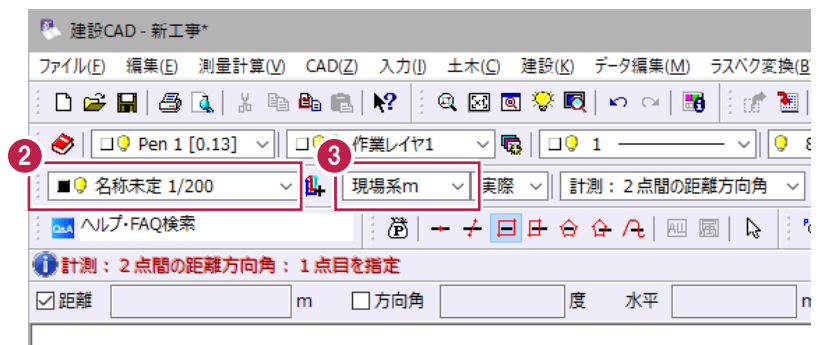 建設CAD - 新工事*
ファイル(F) 編集(E) 測量計算(V) CAD(Z) 入力(I) 土木(C) 建設(K) データ編集(M) ラスベク変換(B
Pen 1 [0.13] 作業レイヤ1 1 8
2 3
名称未定 1/200 現場系m 実際 計測：２点間の距離方向角
Q&A ヘルプ・FAQ検索 P ALL 属
計測：２点間の距離方向角：１点目を指定
距離 m 方向角 度 水平 m